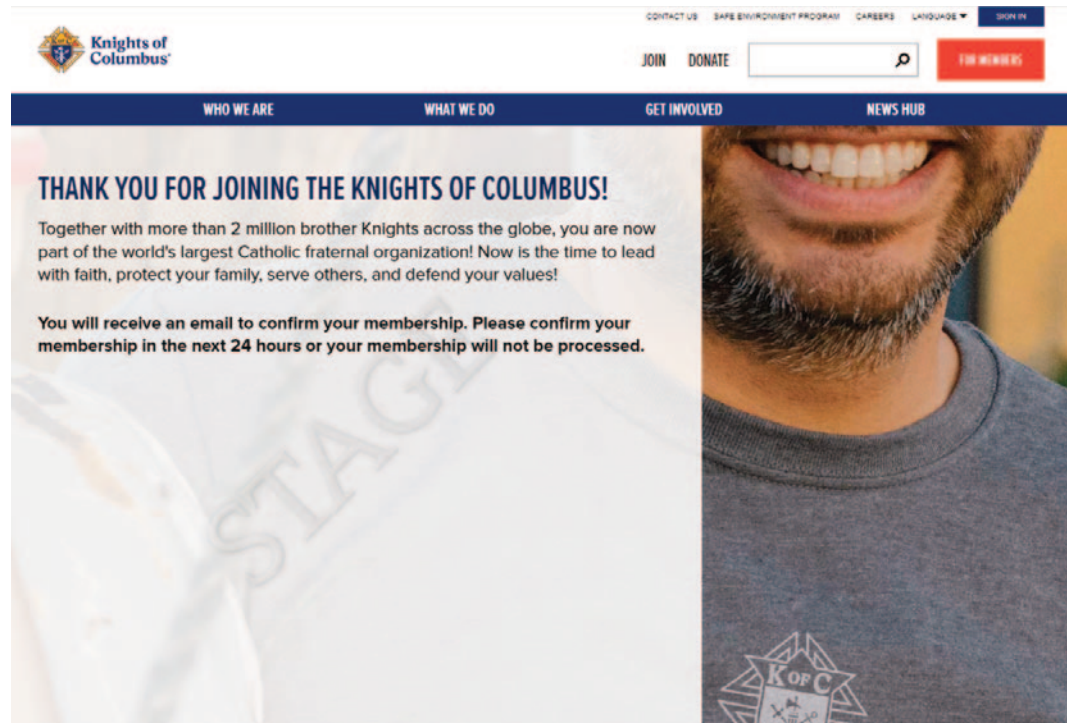 CONTACT US SAFE ENVIRONMENT PROGRAM CAREERS LANGUAGE SIGN IN
Knights of
Columbus®
JOIN DONATE FOR MEMBERS
WHO WE ARE WHAT WE DO GET INVOLVED NEWS HUB
THANK YOU FOR JOINING THE KNIGHTS OF COLUMBUS!
Together with more than 2 million brother Knights across the globe, you are now
part of the world's largest Catholic fraternal organization! Now is the time to lead
with faith, protect your family, serve others, and defend your values!
You will receive an email to confirm your membership. Please confirm your
membership in the next 24 hours or your membership will not be processed.
STAGE
K OF C